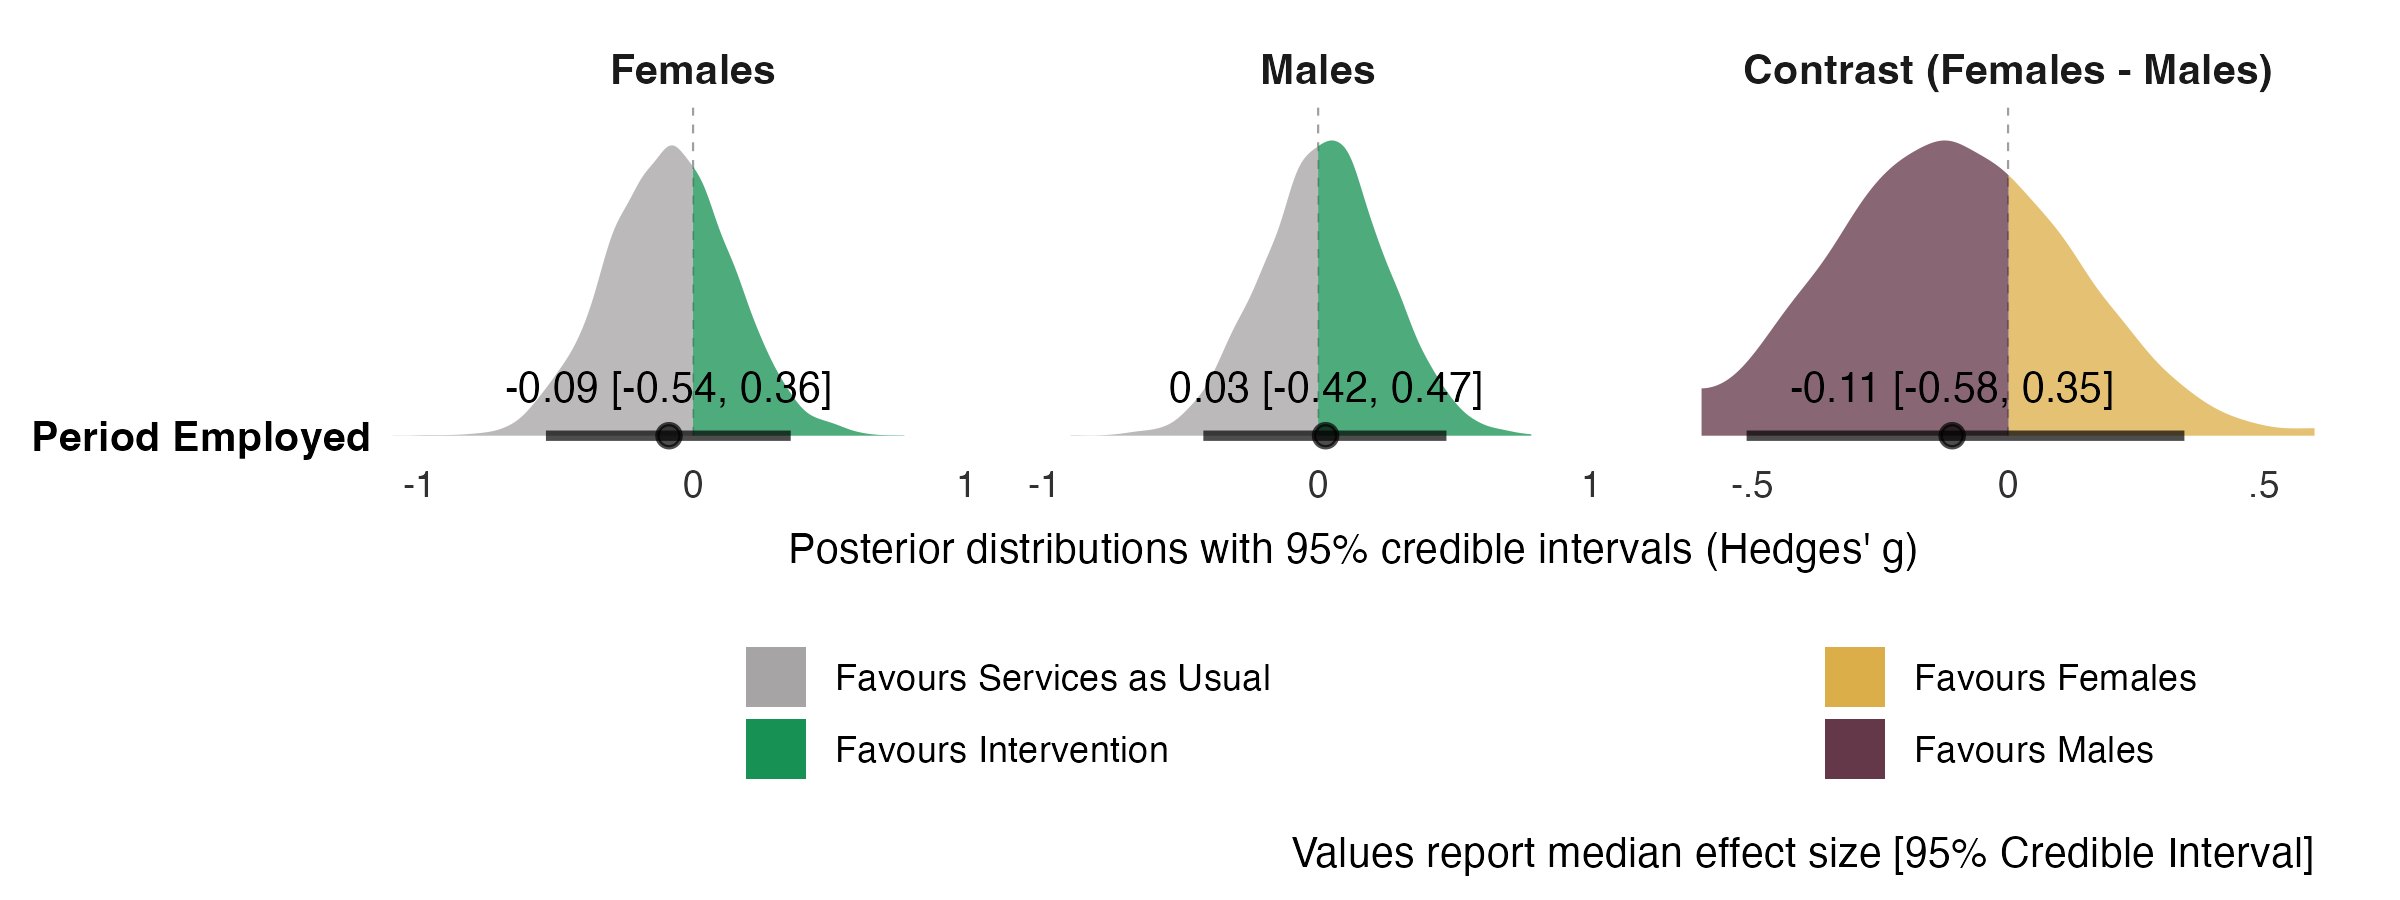 Females Males Contrast (Females - Males)
-0.09 [-0.54, 0.36] 0.03 [-0.42, 0.47] -0.11 [-0.58, 0.35]
Period Employed
-1 0 1 -1 0 1 -.5 0 .5
Posterior distributions with 95% credible intervals (Hedges' g)
Favours Services as Usual Favours Females
Favours Intervention Favours Males
Values report median effect size [95% Credible Interval]